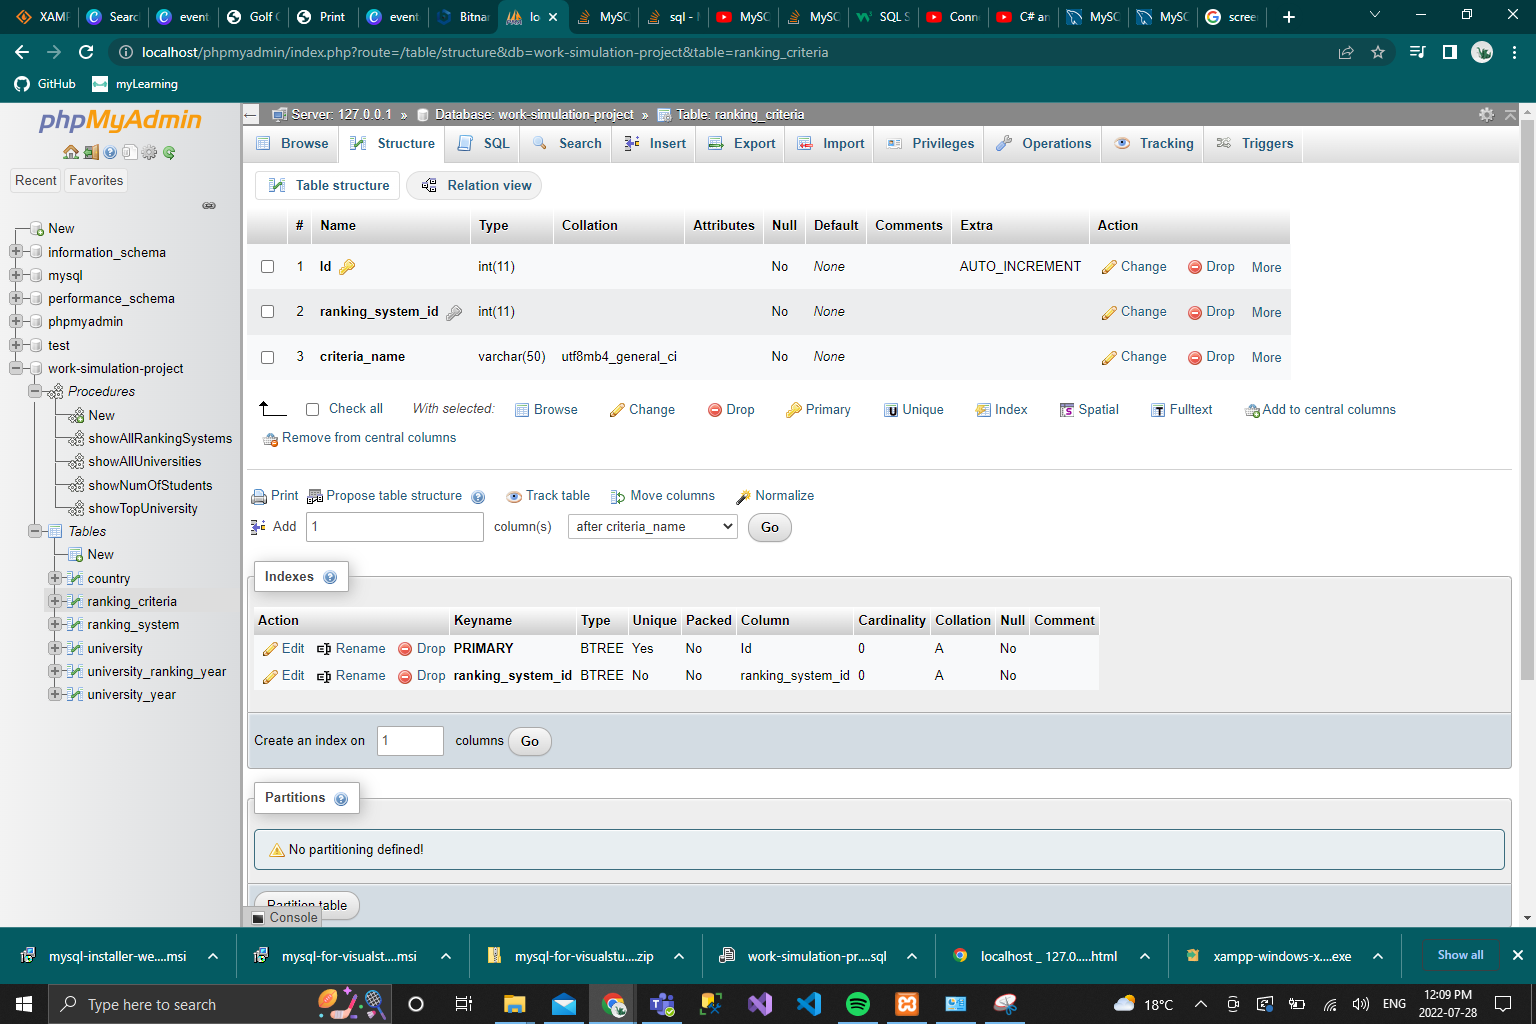 XAMF
Searc
event
Golf C
Print
event
Bitnar
lo
MySC
sql - M
MySC
MySC
SQL S
Conn
C# an
MySC
MySC
scree
localhost/phpmyadmin/index.php?route=/table/structure&db=work-simulation-project&table=ranking_criteria
GitHub
myLearning
phpMyAdmin
Recent
Favorites
New
information_schema
mysql
performance_schema
phpmyadmin
test
work-simulation-project
Procedures
New
showAllRankingSystems
showAllUniversities
showNumOfStudents
showTopUniversity
Tables
New
country
ranking_criteria
ranking_system
university
university_ranking_year
university_year
Server: 127.0.0.1 » Database: work-simulation-project » Table: ranking_criteria
Browse Structure SQL Search Insert Export Import Privileges Operations Tracking Triggers
Table structure Relation view
# Name Type Collation Attributes Null Default Comments Extra Action
1 Id int(11) No None AUTO_INCREMENT Change Drop More
2 ranking_system_id int(11) No None Change Drop More
3 criteria_name varchar(50) utf8mb4_general_ci No None Change Drop More
Check all With selected: Browse Change Drop Primary Unique Index Spatial Fulltext Add to central columns
Remove from central columns
Print Propose table structure Track table Move columns Normalize
Add 1 column(s) after criteria_name Go
Indexes
Action Keyname Type Unique Packed Column Cardinality Collation Null Comment
Edit Rename Drop PRIMARY BTREE Yes No Id 0 A No
Edit Rename Drop ranking_system_id BTREE No No ranking_system_id 0 A No
Create an index on 1 columns Go
Partitions
No partitioning defined!
Partition table
Console
mysql-installer-we....msi
mysql-for-visualst....msi
mysql-for-visualstu....zip
work-simulation-pr....sql
localhost _ 127.0.....html
xampp-windows-x....exe
Show all
Type here to search
18°C
ENG
12:09 PM
2022-07-28